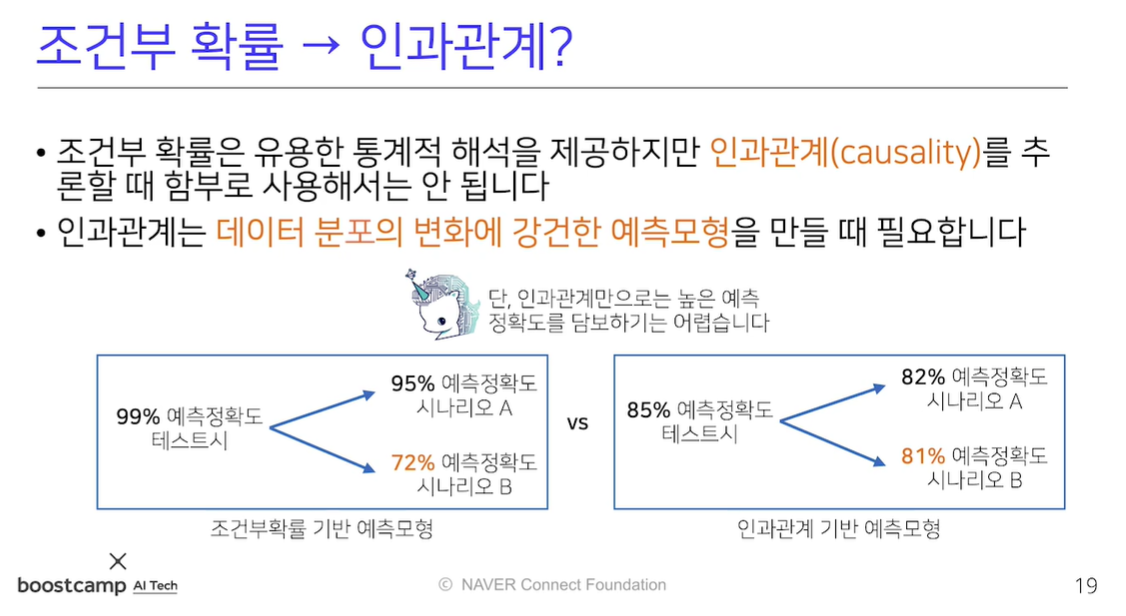 조건부 확률 → 인과관계?
• 조건부 확률은 유용한 통계적 해석을 제공하지만 인과관계(causality)를 추
론할 때 함부로 사용해서는 안 됩니다
• 인과관계는 데이터 분포의 변화에 강건한 예측모형을 만들 때 필요합니다
단, 인과관계만으로는 높은 예측
정확도를 담보하기는 어렵습니다
99% 예측정확도
테스트시
95% 예측정확도
시나리오 A
72% 예측정확도
시나리오 B
조건부확률 기반 예측모형
vs
85% 예측정확도
테스트시
82% 예측정확도
시나리오 A
81% 예측정확도
시나리오 B
인과관계 기반 예측모형
boostcamp AI Tech
© NAVER Connect Foundation
19